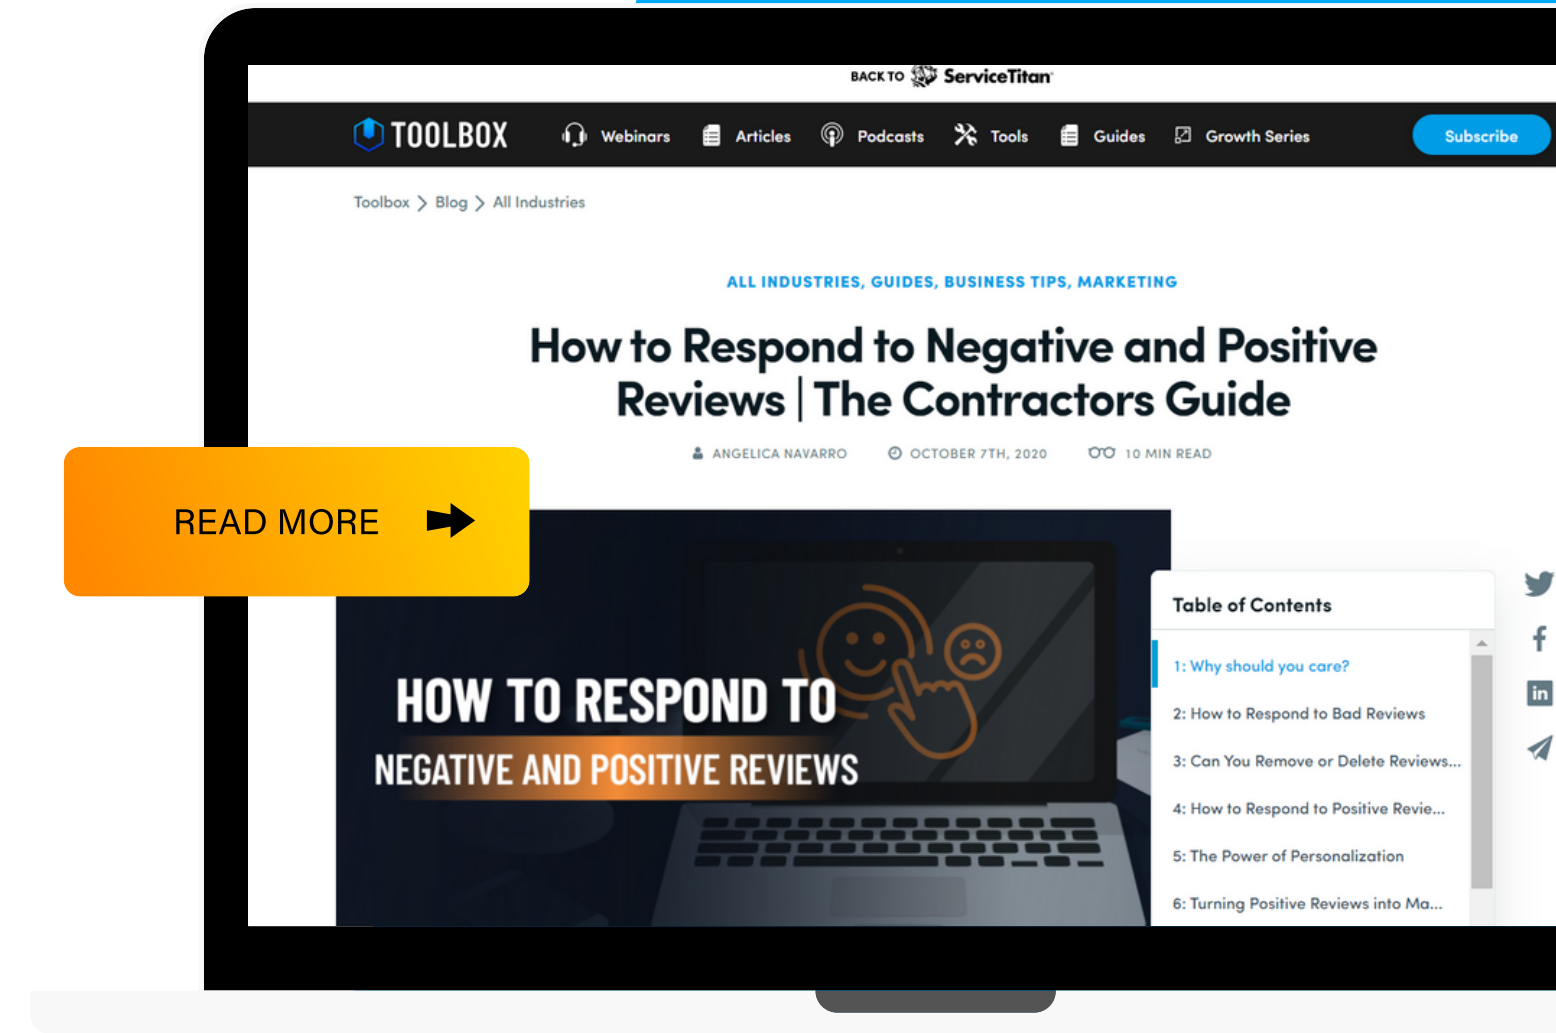 BACK TO ServiceTitan
TOOLBOX Webinars Articles Podcasts Tools Guides Growth Series Subscribe
Toolbox > Blog > All Industries
ALL INDUSTRIES, GUIDES, BUSINESS TIPS, MARKETING
How to Respond to Negative and Positive
Reviews | The Contractors Guide
ANGELICA NAVARRO OCTOBER 7TH, 2020 10 MIN READ
READ MORE
HOW TO RESPOND TO
NEGATIVE AND POSITIVE REVIEWS
Table of Contents
1: Why should you care?
2: How to Respond to Bad Reviews
3: Can You Remove or Delete Reviews...
4: How to Respond to Positive Revie...
5: The Power of Personalization
6: Turning Positive Reviews into Ma...